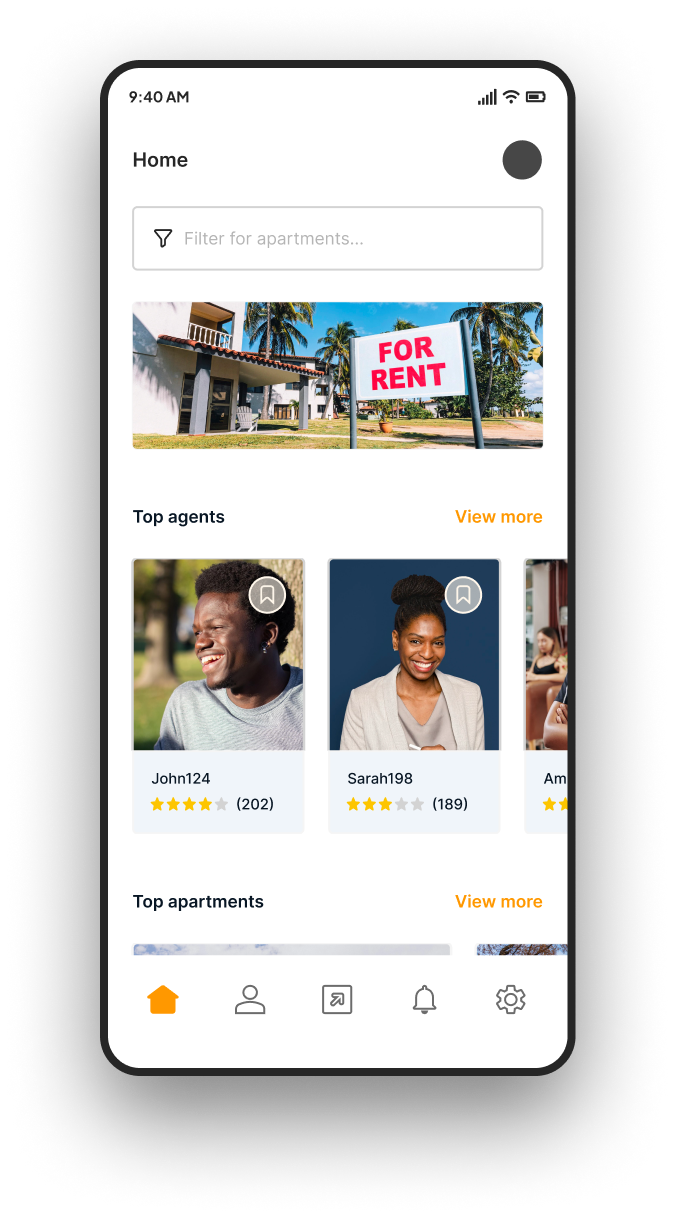 9:40 AM
Home
Filter for apartments...
FOR
RENT
Top agents
View more
John124
Sarah198
Am
(202)
(189)
Top apartments
View more